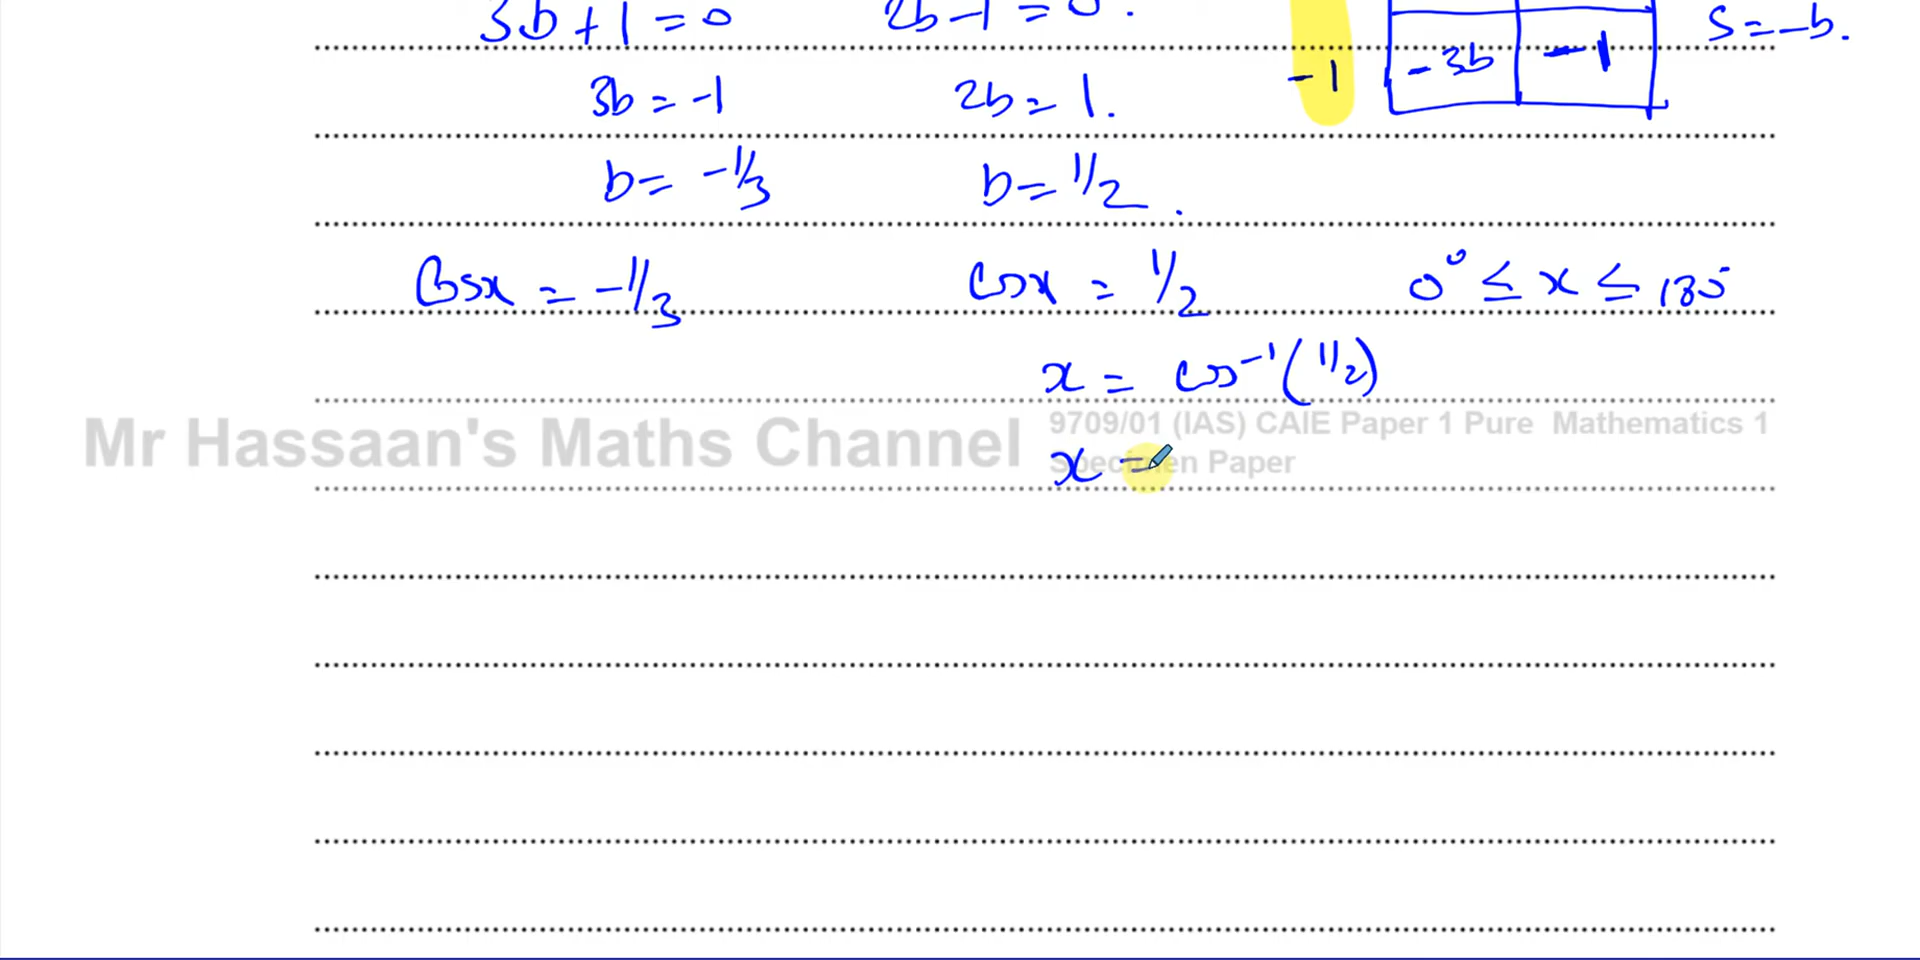 3b + 1 = 0 2b - 1 = 0. s = -b.
-1 -3b -1
3b = -1 2b = 1.
b = -1/3 b = 1/2.
Cosx = -1/3 cosx = 1/2 0° ≤ x ≤ 180°
x = cos⁻¹(1/2)
Mr Hassaan's Maths Channel 9709/01 (IAS) CAIE Paper 1 Pure Mathematics 1
Specimen Paper
x =